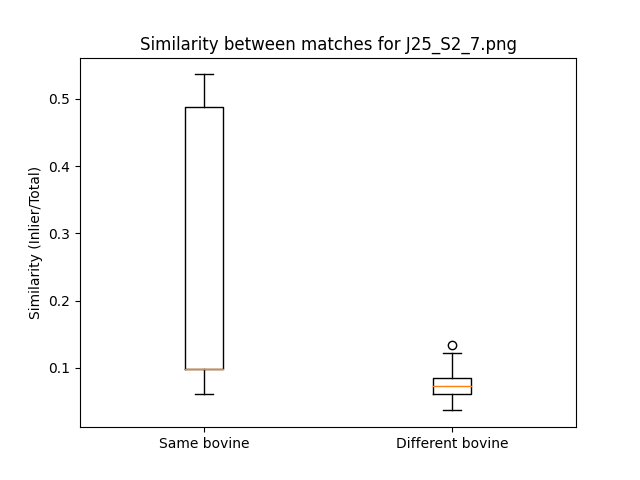 Similarity between matches for J25_S2_7.png
Similarity (Inlier/Total)
0.5
0.4
0.3
0.2
0.1
Same bovine
Different bovine